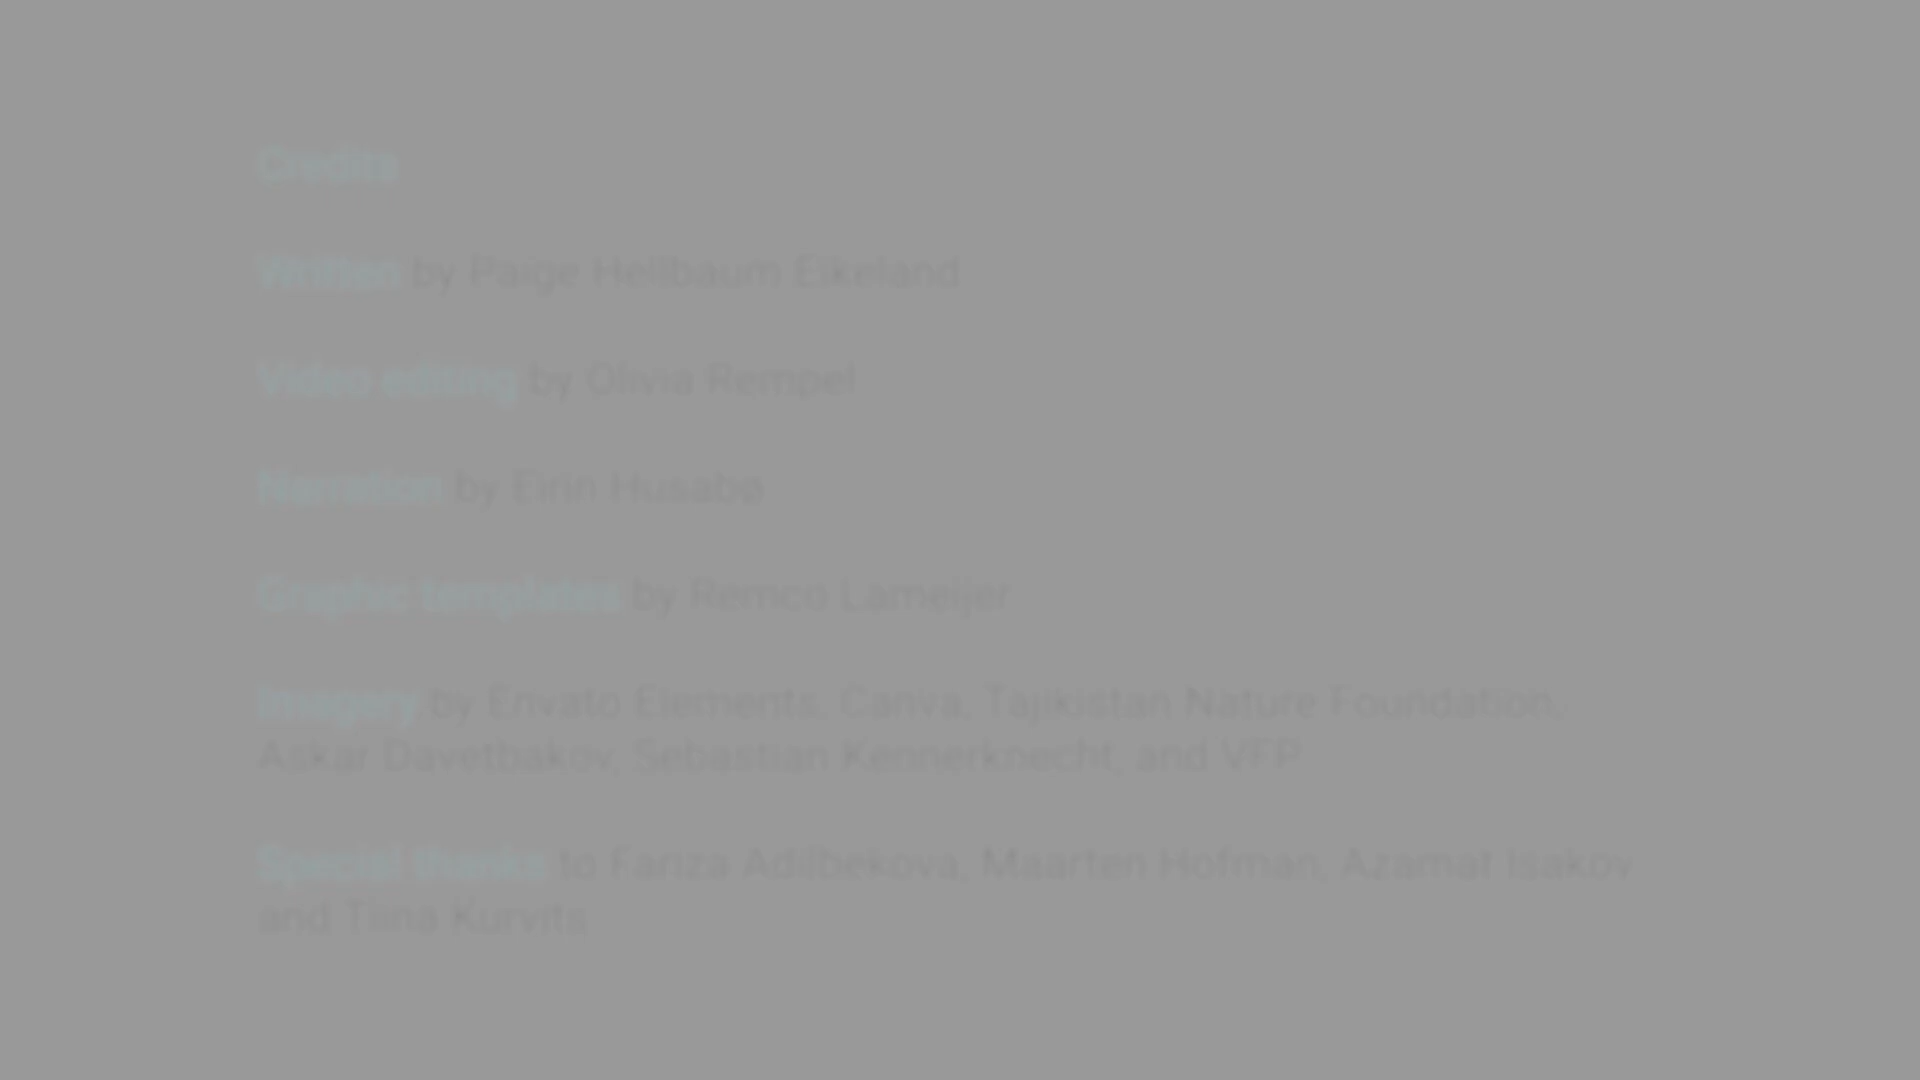 Credits
Written by Paige Hellbaum Eikeland
Video editing by Olivia Rempel
Narration by Eirin Husabø
Graphic templates by Remco Lameijer
Imagery by Envato Elements, Canva, Tajikistan Nature Foundation,
Askar Davetbakov, Sebastian Kennerknecht, and VFP
Special thanks to Fariza Adilbekova, Maarten Hofman, Azamat Isakov
and Tiina Kurvits